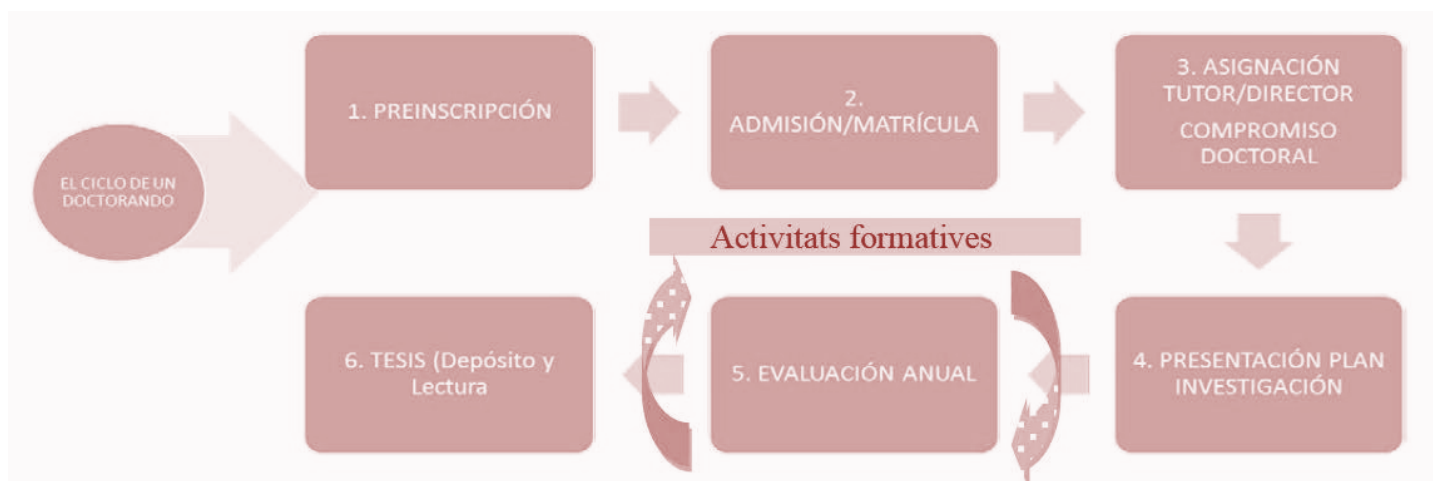 EL CICLO DE UN
DOCTORANDO
1. PREINSCRIPCIÓN
2.
ADMISIÓN/MATRÍCULA
3. ASIGNACIÓN
TUTOR/DIRECTOR
COMPROMISO
DOCTORAL
Activitats formatives
4. PRESENTACIÓN PLAN
INVESTIGACIÓN
5. EVALUACIÓN ANUAL
6. TESIS (Depósito y
Lectura